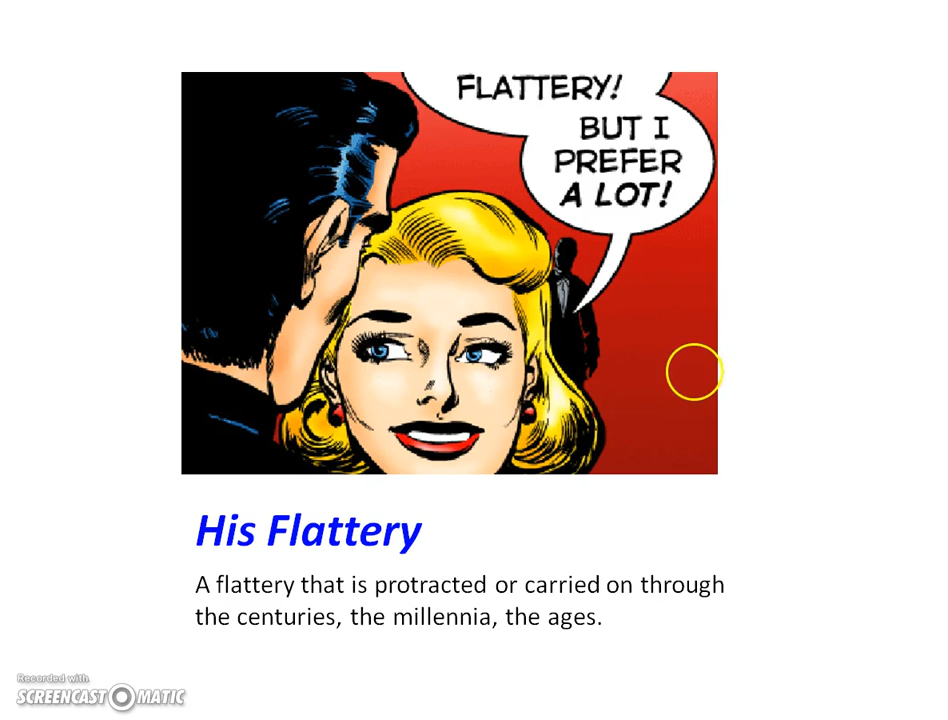 FLATTERY!
BUT I
PREFER
A LOT!
His Flattery
A flattery that is protracted or carried on through
the centuries, the millennia, the ages.
Recorded with
SCREENCAST MATIC